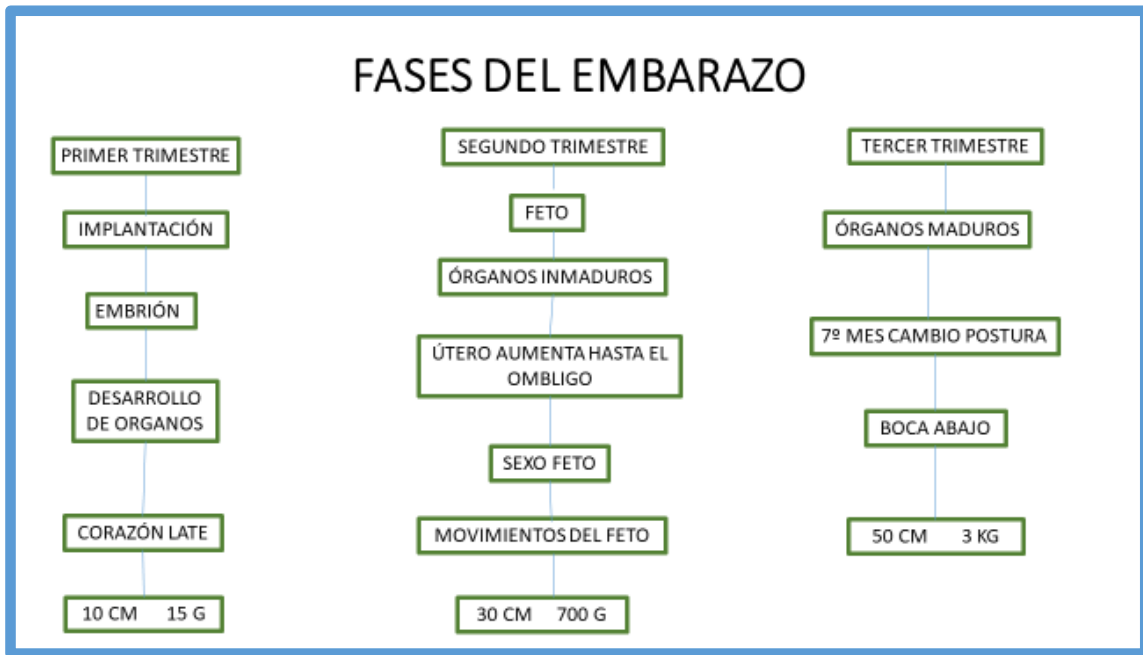 FASES DEL EMBARAZO
PRIMER TRIMESTRE
IMPLANTACIÓN
EMBRIÓN
DESARROLLO
DE ORGANOS
CORAZÓN LATE
10 CM 15 G
SEGUNDO TRIMESTRE
FETO
ÓRGANOS INMADUROS
ÚTERO AUMENTA HASTA EL
OMBLIGO
SEXO FETO
MOVIMIENTOS DEL FETO
30 CM 700 G
TERCER TRIMESTRE
ÓRGANOS MADUROS
7º MES CAMBIO POSTURA
BOCA ABAJO
50 CM 3 KG